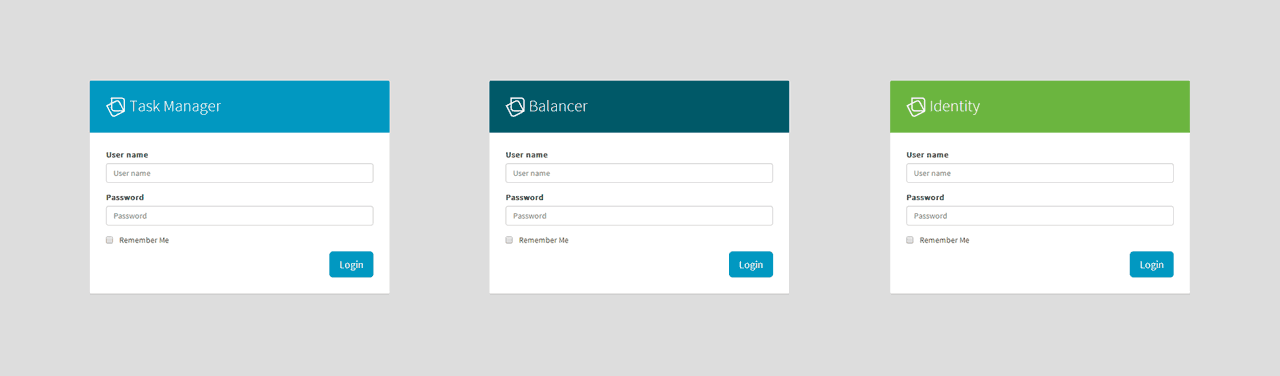 Task Manager
User name
User name
Password
Password
Remember Me
Login
Balancer
User name
User name
Password
Password
Remember Me
Login
Identity
User name
User name
Password
Password
Remember Me
Login